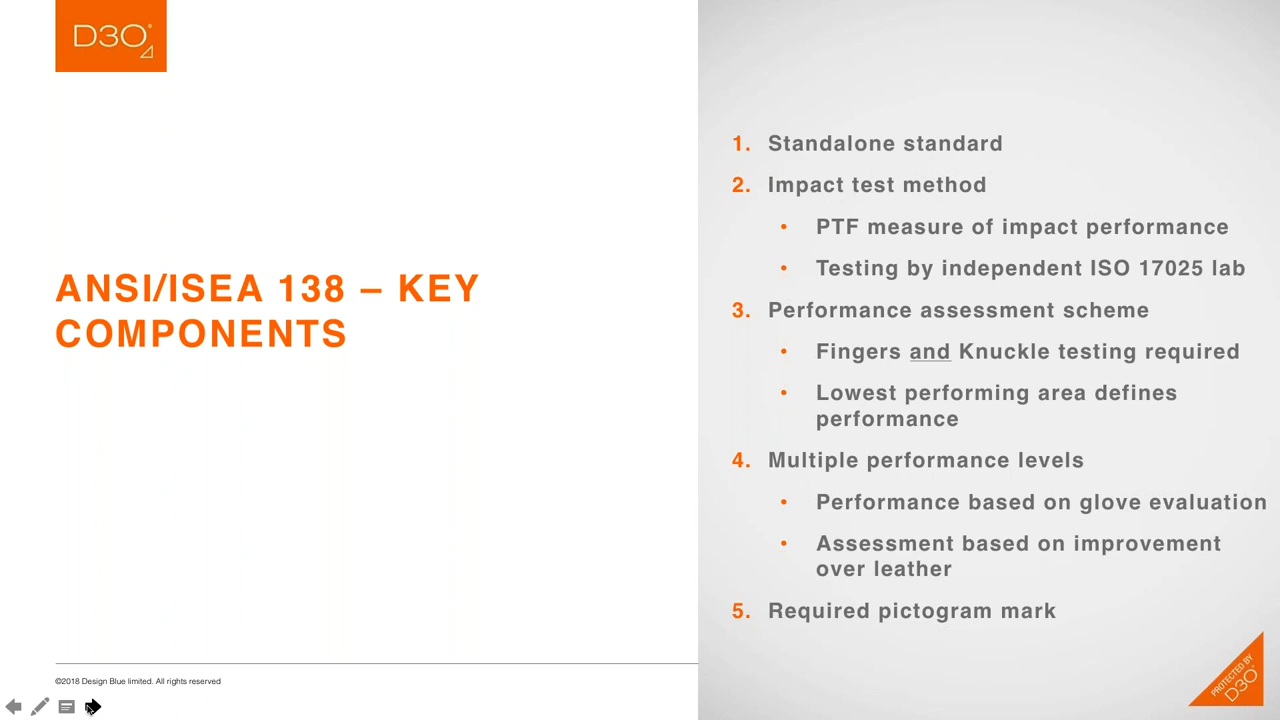 D3O
ANSI/ISEA 138 – KEY
COMPONENTS
1. Standalone standard
2. Impact test method
• PTF measure of impact performance
• Testing by independent ISO 17025 lab
3. Performance assessment scheme
• Fingers and Knuckle testing required
• Lowest performing area defines
performance
4. Multiple performance levels
• Performance based on glove evaluation
• Assessment based on improvement
over leather
5. Required pictogram mark
©2018 Design Blue limited. All rights reserved
PROTECTED BY
D3O